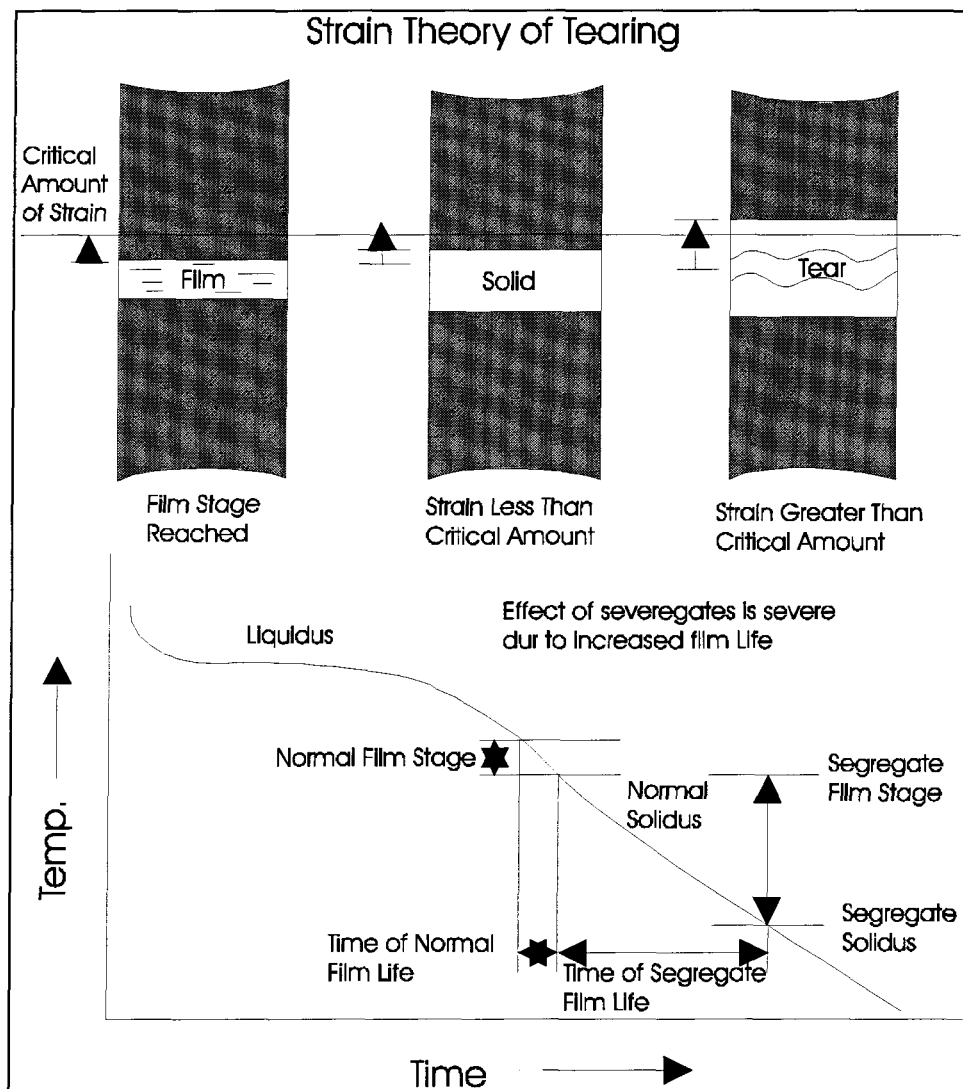 Strain Theory of Tearing
Critical
Amount
of Strain
Film
Solid
Tear
Film Stage
Reached
Strain Less Than
Critical Amount
Strain Greater Than
Critical Amount
Effect of severegates is severe
dur to increased film Life
Liquidus
Normal Film Stage
Normal
Solidus
Segregate
Film Stage
Segregate
Solidus
Time of Normal
Film Life
Time of Segregate
Film Life
Temp.
Time